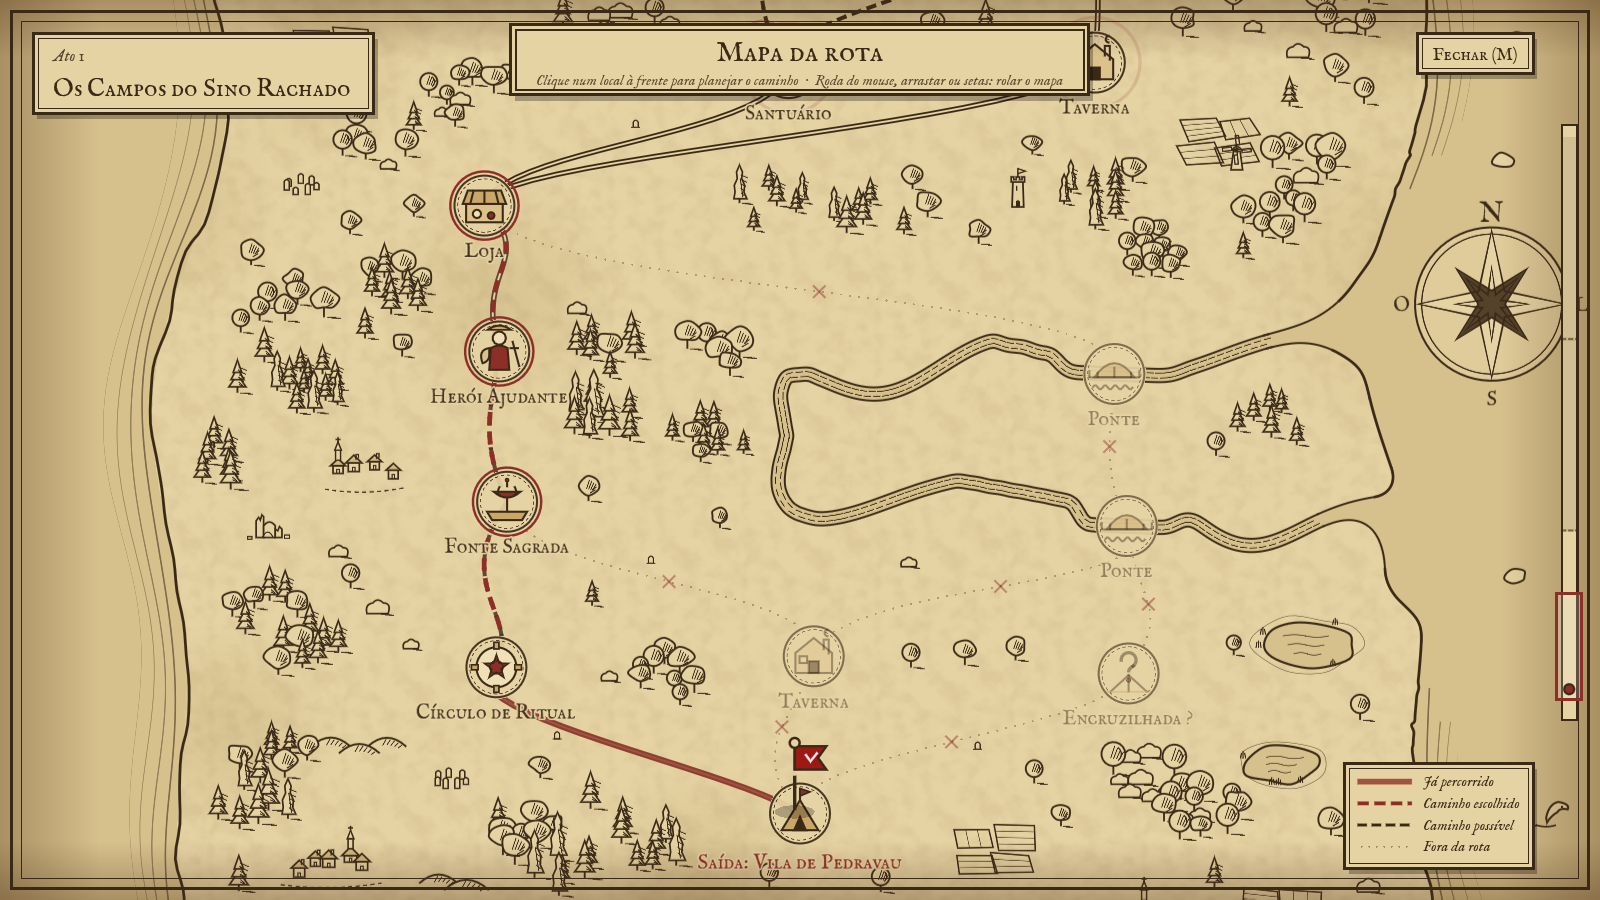 Ato 1
Os Campos do Sino Rachado
Mapa da rota
Clique num local à frente para planejar o caminho · Roda do mouse, arrastar ou setas: rolar o mapa
Fechar (M)
Santuário
Taverna
Loja
N
O
L
S
Herói Ajudante
Ponte
Fonte Sagrada
Ponte
Círculo de Ritual
Taverna
Encruzilhada ?
Saída: Vila de Pedravau
Já percorrido
Caminho escolhido
Caminho possível
Fora da rota